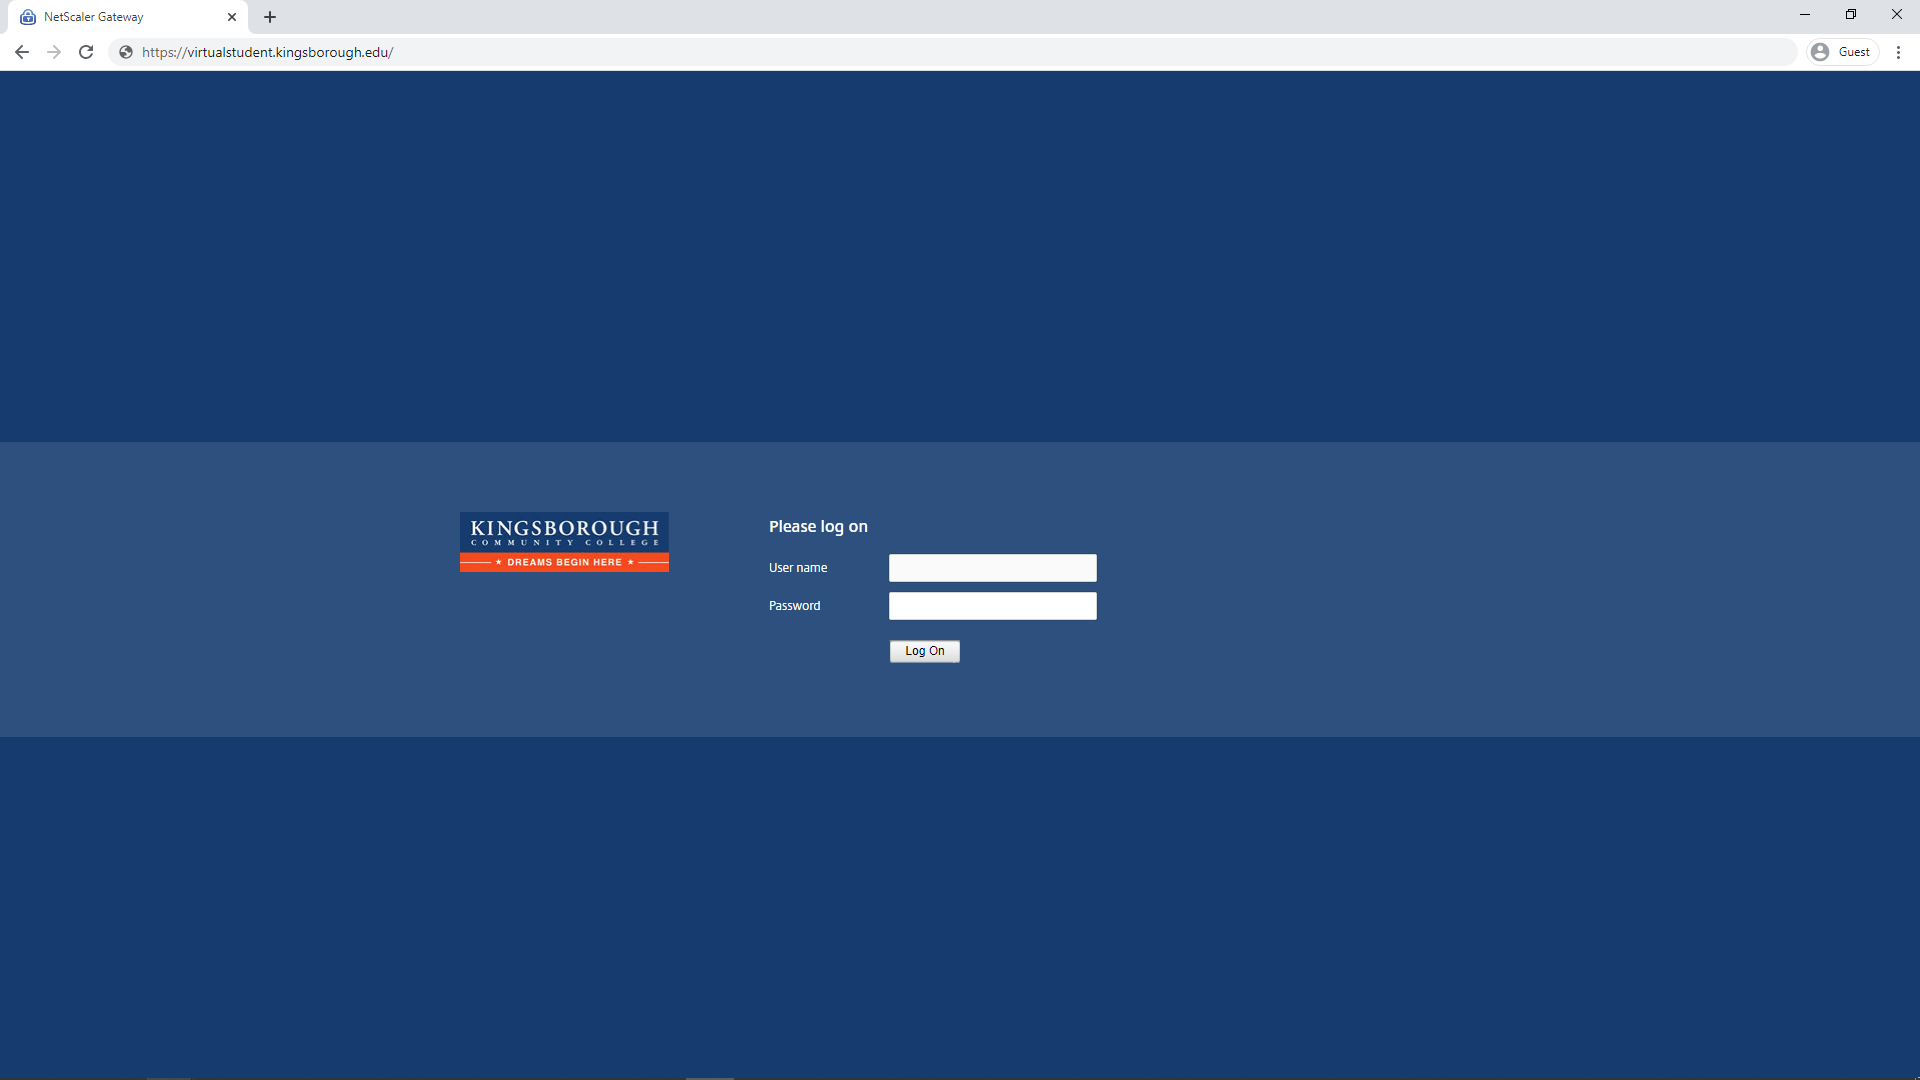 NetScaler Gateway
https://virtualstudent.kingsborough.edu/
Guest
KINGSBOROUGH
COMMUNITY COLLEGE
★ DREAMS BEGIN HERE ★
Please log on
User name
Password
Log On